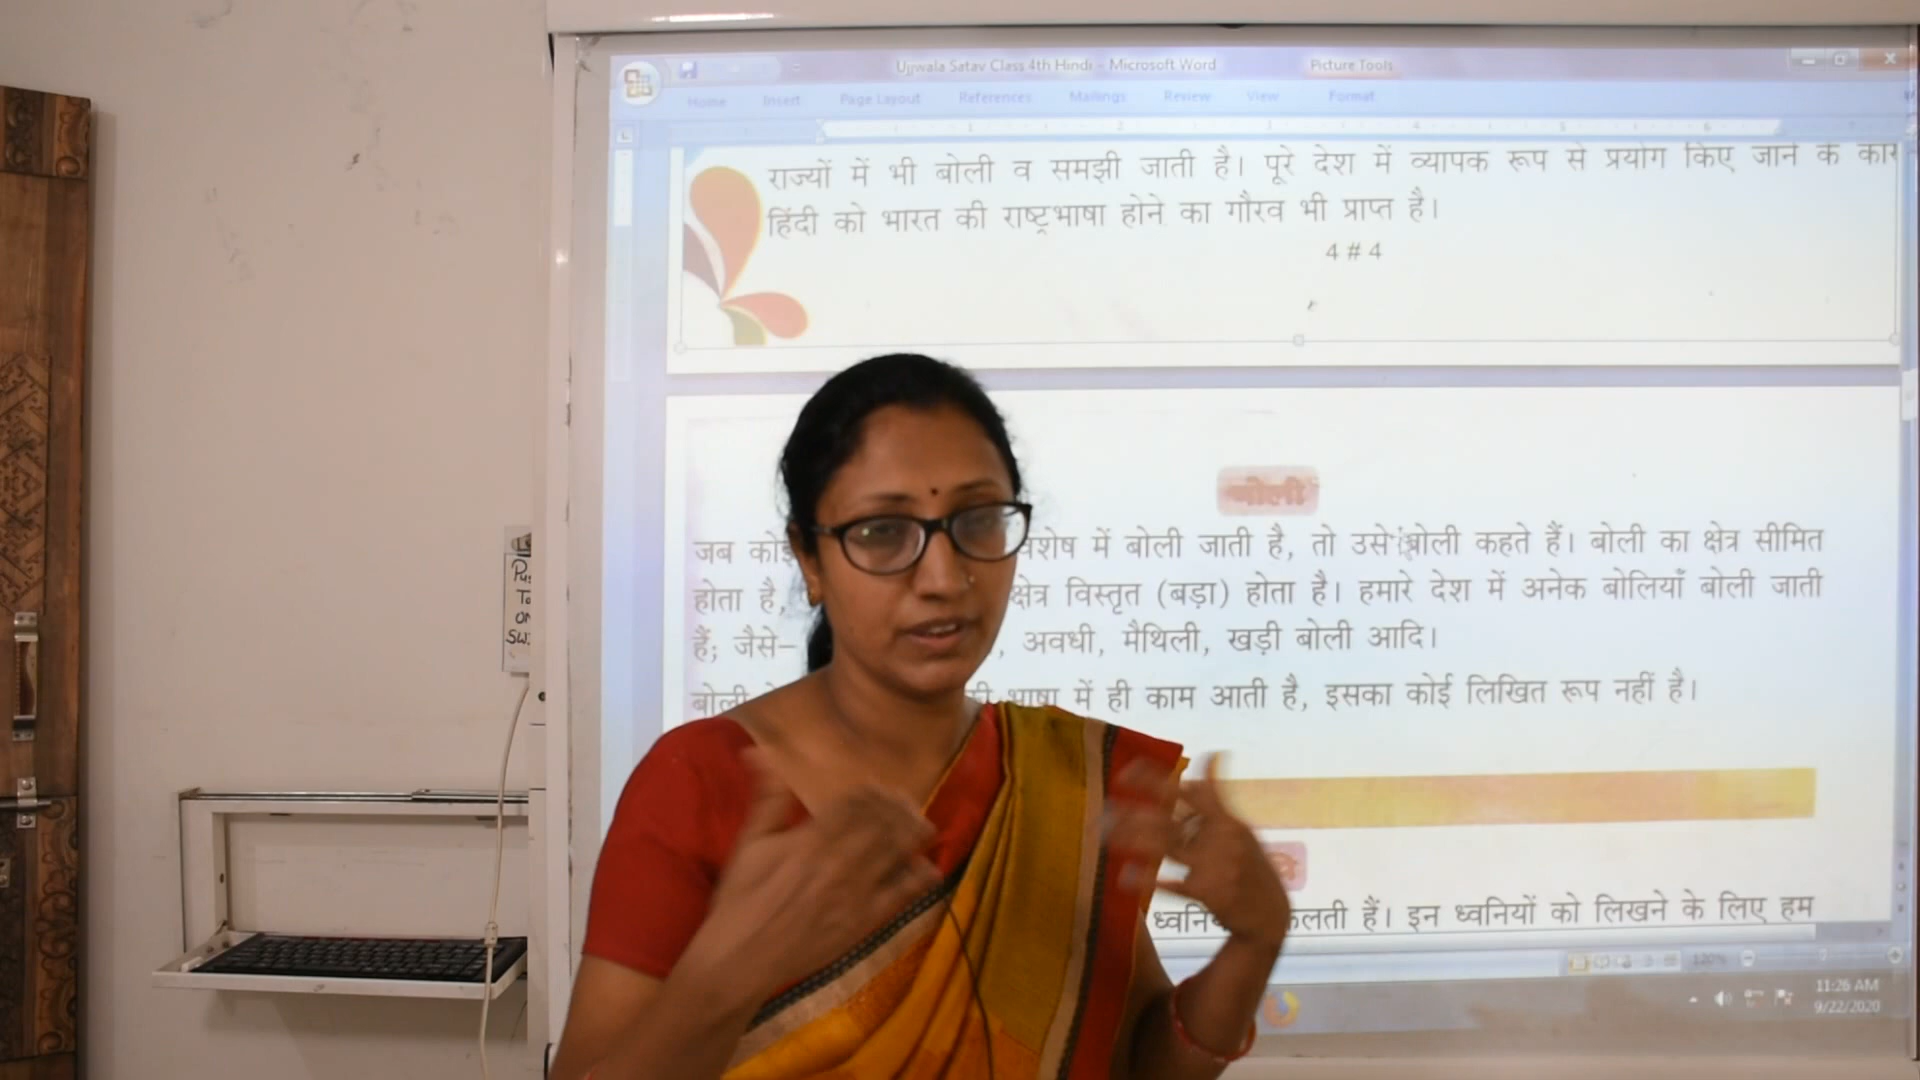 Ujjwala Satav Class 4th Hindi - Microsoft Word
Picture Tools
Home Insert Page Layout References Mailings Review View Format
राज्यों में भी बोली व समझी जाती है। पूरे देश में व्यापक रूप से प्रयोग किए जाने के
हिंदी को भारत की राष्ट्रभाषा होने का गौरव भी प्राप्त है।
4 # 4
बोली
जब कोई में बोली जाती है, तो उसे बोली कहते हैं। बोली का क्षेत्र सीमित
होता है, क्षेत्र विस्तृत (बड़ा) होता है। हमारे देश में अनेक बोलियाँ बोली जाती
हैं; जैसे– , अवधी, मैथिली, खड़ी बोली आदि।
भाषा में ही काम आती है, इसका कोई लिखित रूप नहीं है।
हैं। इन ध्वनियों को लिखने के लिए हम
120%
11:26 AM
9/22/2020